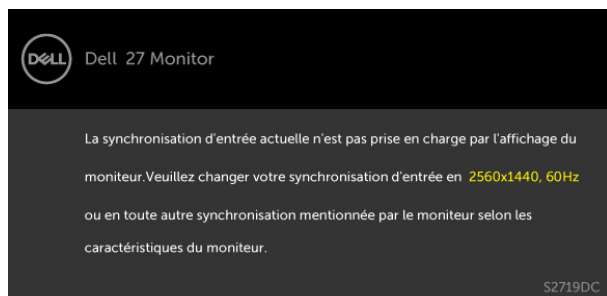 DELL Dell 27 Monitor
La synchronisation d'entrée actuelle n'est pas prise en charge par l'affichage du
moniteur.Veuillez changer votre synchronisation d'entrée en 2560x1440, 60Hz
ou en toute autre synchronisation mentionnée par le moniteur selon les
caractéristiques du moniteur.
S2719DC